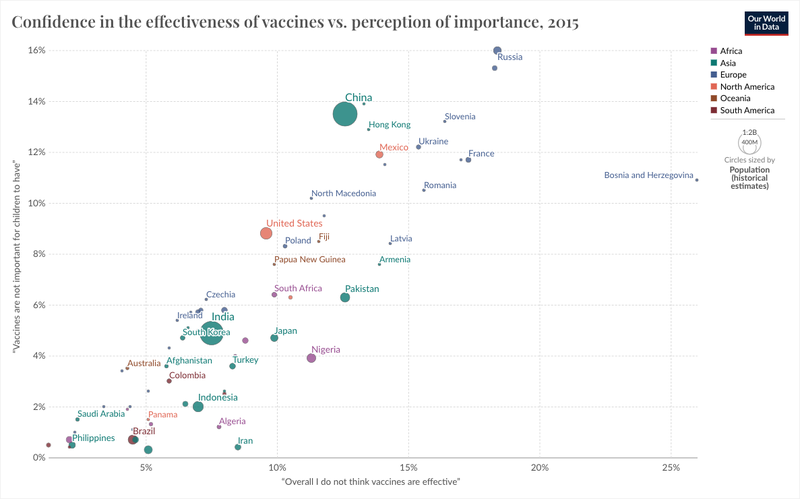 Confidence in the effectiveness of vaccines vs. perception of importance, 2015
Our World
in Data
16%
14%
12%
10%
8%
6%
4%
2%
0%
5%
10%
15%
20%
25%
"Vaccines are not important for children to have"
"Overall I do not think vaccines are effective"
Russia
China
Hong Kong
Slovenia
Ukraine
Mexico
France
Bosnia and Herzegovina
Romania
North Macedonia
United States
Fiji
Poland
Latvia
Papua New Guinea
Armenia
South Africa
Pakistan
Czechia
Ireland
India
South Korea
Japan
Nigeria
Australia
Afghanistan
Turkey
Colombia
Indonesia
Saudi Arabia
Panama
Algeria
Philippines
Brazil
Iran
Africa
Asia
Europe
North America
Oceania
South America
1:2B
400M
Circles sized by
Population
(historical
estimates)